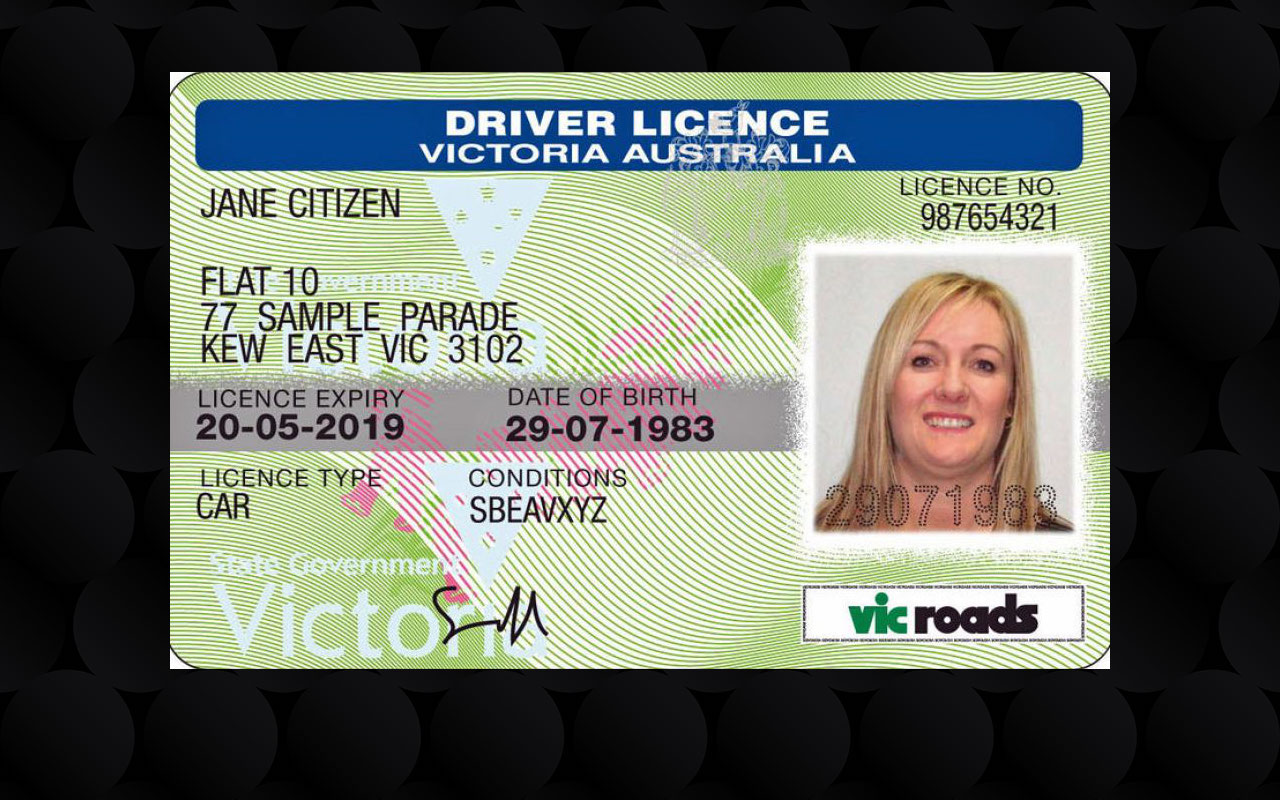 DRIVER LICENCE
VICTORIA AUSTRALIA
JANE CITIZEN
LICENCE NO.
987654321
FLAT 10
77 SAMPLE PARADE
KEW EAST VIC 3102
LICENCE EXPIRY
20-05-2019
DATE OF BIRTH
29-07-1983
LICENCE TYPE
CAR
CONDITIONS
SBEAVXYZ
29071983
State Government
Victoria
vic roads